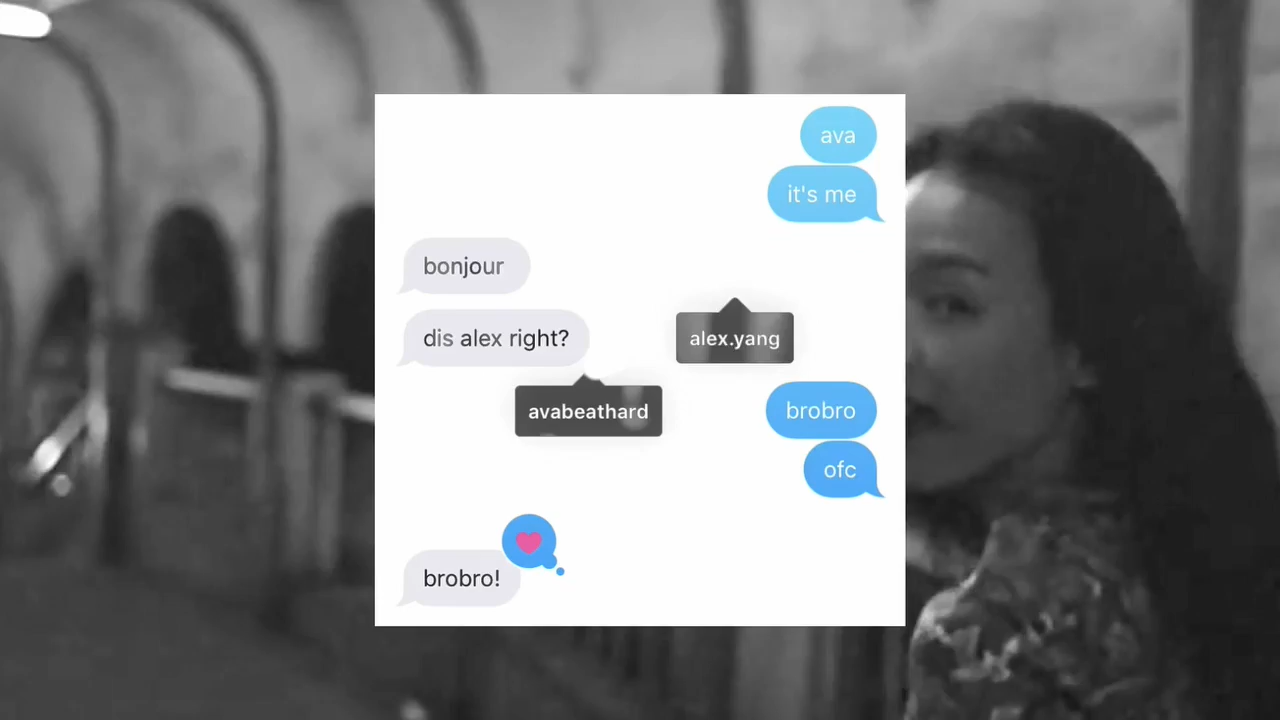 ava
it's me
bonjour
dis alex right?
alex.yang
avabeathard
brobro
ofc
brobro!